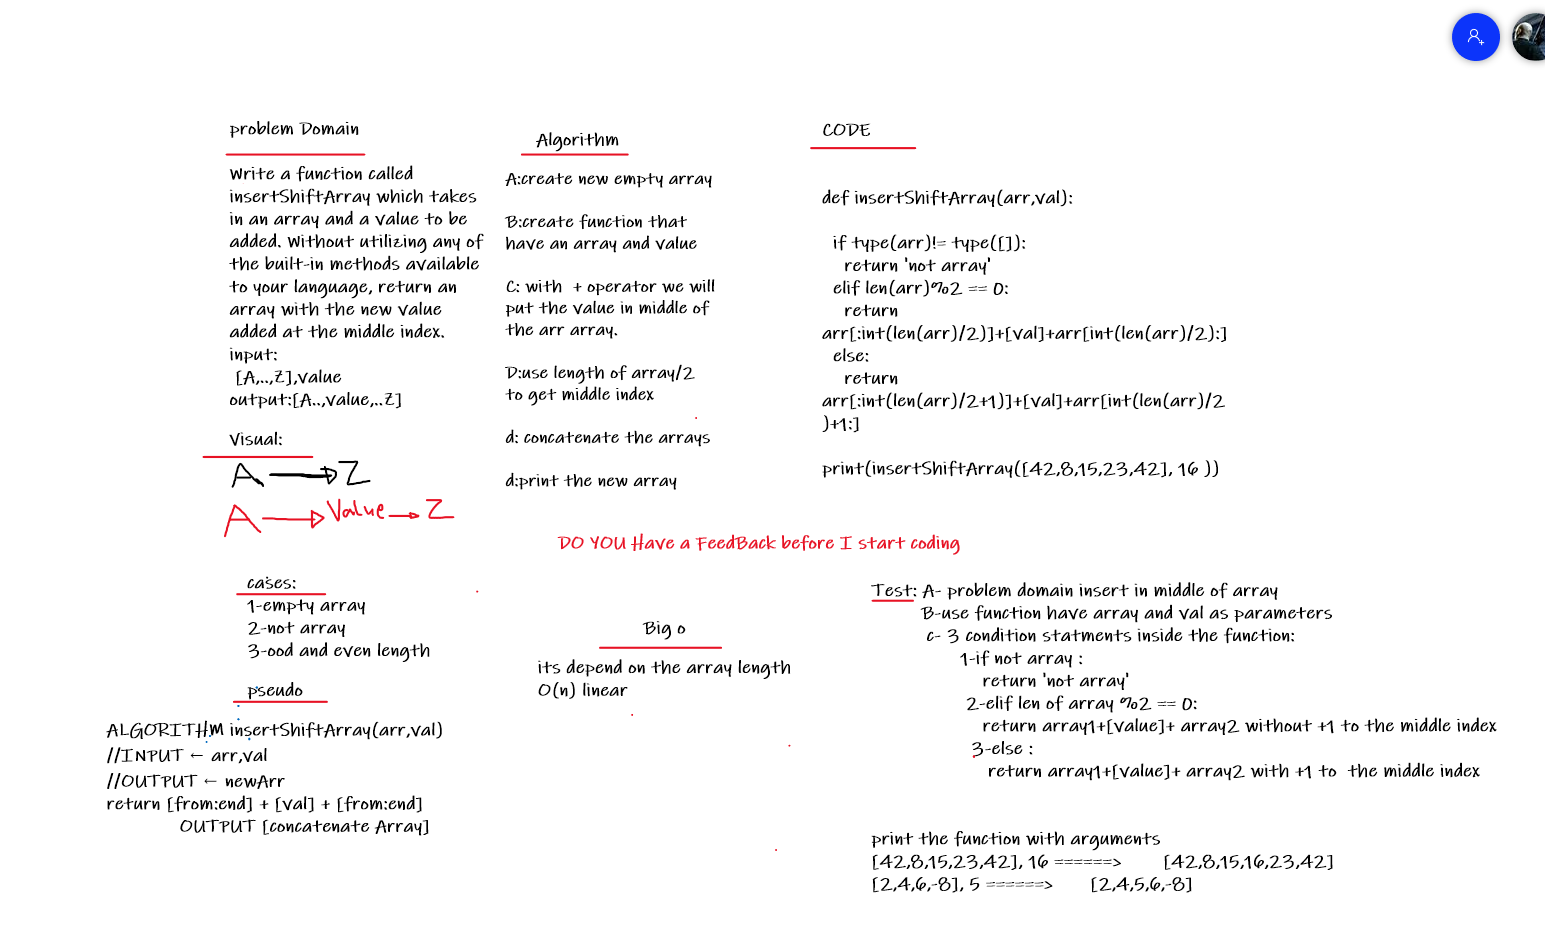 problem Domain
Write a function called
insertShiftArray which takes
in an array and a value to be
added. Without utilizing any of
the built-in methods available
to your language, return an
array with the new value
added at the middle index.
input:
[A,..,Z],value
output:[A..,value,..Z]
Visual:
A Z
A Value Z
cases:
1-empty array
2-not array
3-ood and even length
pseudo
ALGORITHM insertShiftArray(arr,val)
//INPUT ← arr,val
//OUTPUT ← newArr
return [from:end] + [val] + [from:end]
OUTPUT [concatenate Array]
Algorithm
A:create new empty array
B:create function that
have an array and value
C: with + operator we will
put the value in middle of
the arr array.
D:use length of array/2
to get middle index
d: concatenate the arrays
d:print the new array
DO YOU Have a FeedBack before I start coding
Big o
its depend on the array length
O(n) linear
CODE
def insertShiftArray(arr,val):
if type(arr)!= type([]):
return 'not array'
elif len(arr)%2 == 0:
return
arr[:int(len(arr)/2)]+[val]+arr[int(len(arr)/2):]
else:
return
arr[:int(len(arr)/2+1)]+[val]+arr[int(len(arr)/2
)+1:]
print(insertShiftArray([42,8,15,23,42], 16 ))
Test: A- problem domain insert in middle of array
B-use function have array and val as parameters
c- 3 condition statments inside the function:
1-if not array :
return 'not array'
2-elif len of array %2 == 0:
return array1+[value]+ array2 without +1 to the middle index
3-else :
return array1+[value]+ array2 with +1 to the middle index
print the function with arguments
[42,8,15,23,42], 16 ======> [42,8,15,16,23,42]
[2,4,6,-8], 5 ======> [2,4,5,6,-8]